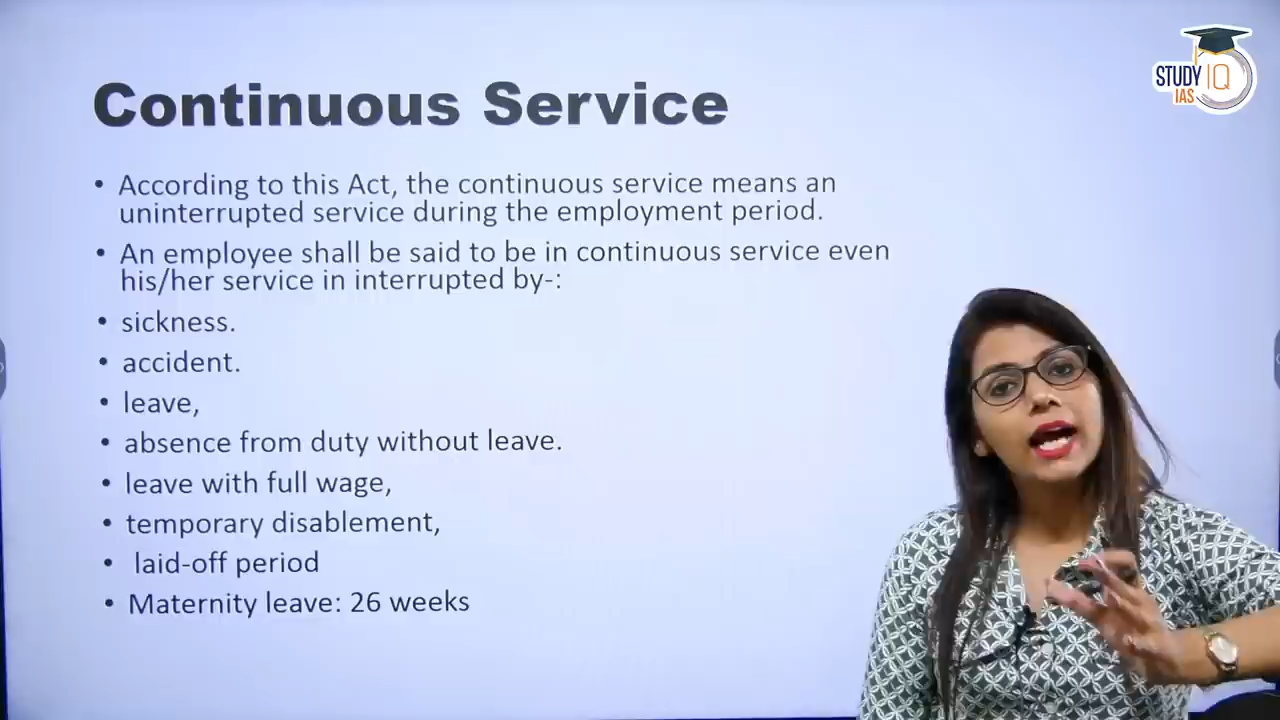 STUDY IQ
IAS
Continuous Service
• According to this Act, the continuous service means an
uninterrupted service during the employment period.
• An employee shall be said to be in continuous service even
his/her service in interrupted by-:
• sickness.
• accident.
• leave,
• absence from duty without leave.
• leave with full wage,
• temporary disablement,
• laid-off period
• Maternity leave: 26 weeks